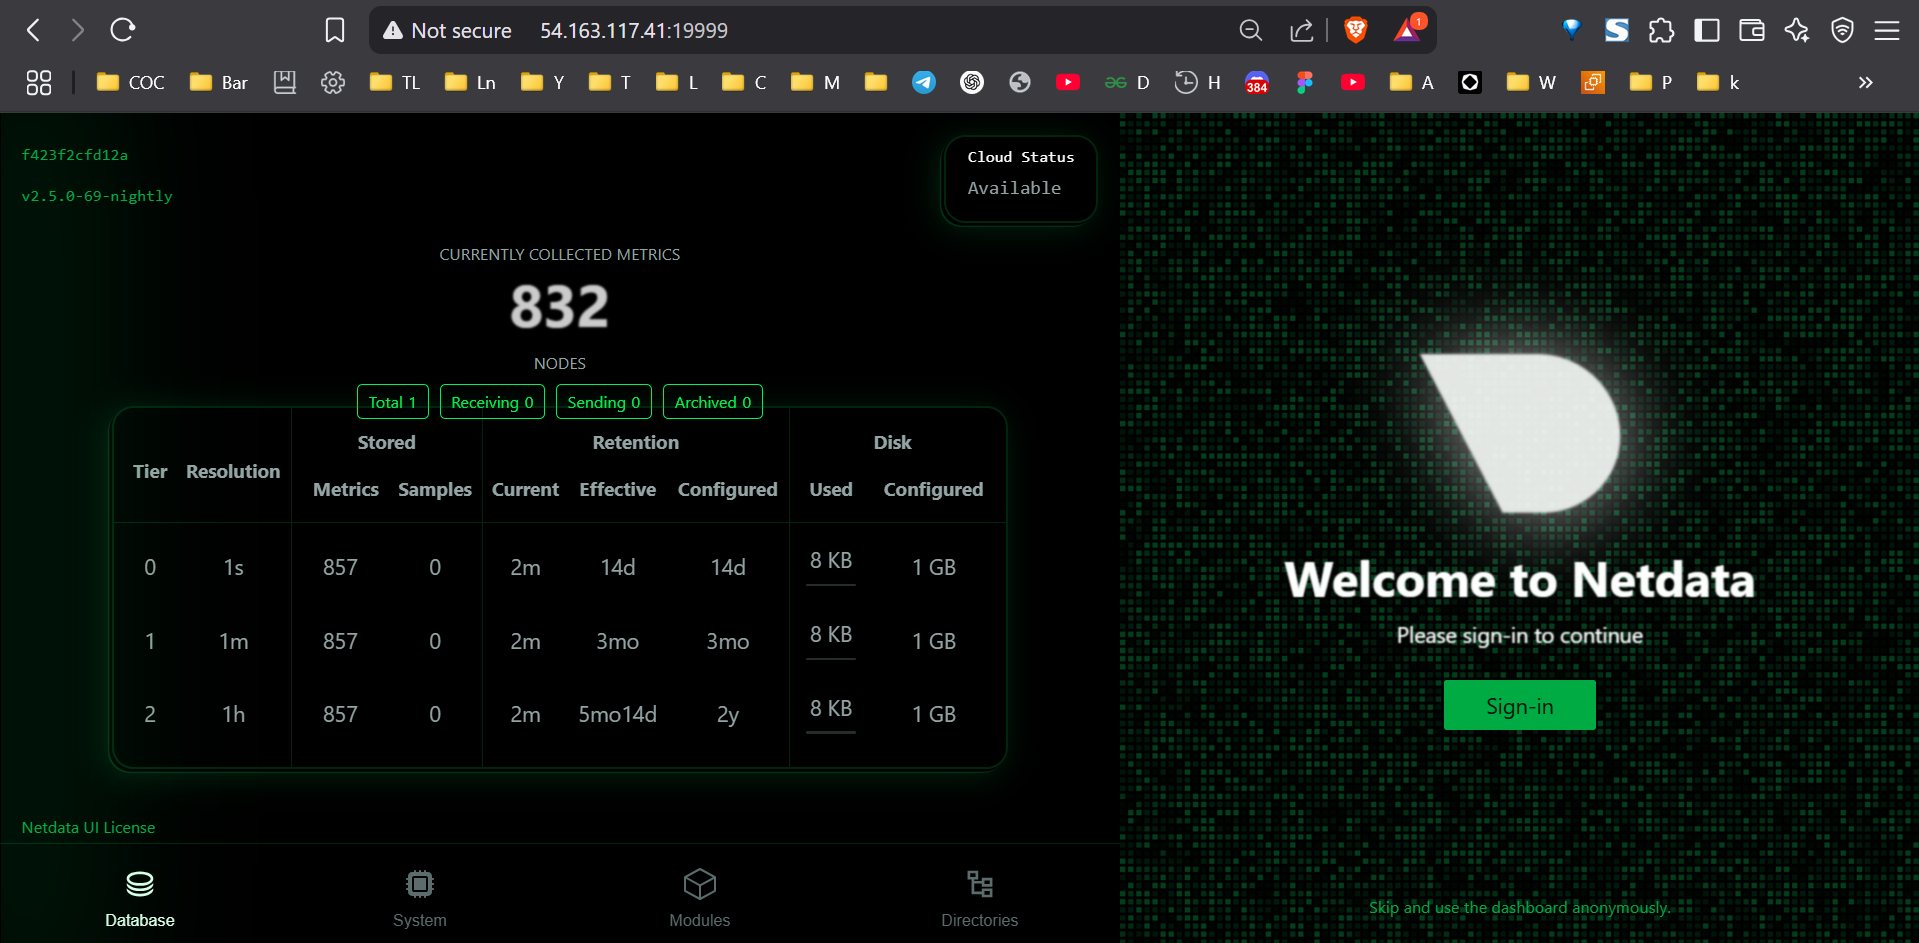 Not secure 54.163.117.41:19999
1
COC Bar TL Ln Y T L C M D H 384 A W P k
f423f2cfd12a
v2.5.0-69-nightly
Cloud Status
Available
CURRENTLY COLLECTED METRICS
832
NODES
Total 1 Receiving 0 Sending 0 Archived 0
Stored Retention Disk
Tier Resolution
Metrics Samples Current Effective Configured Used Configured
0 1s 857 0 2m 14d 14d 8 KB 1 GB
1 1m 857 0 2m 3mo 3mo 8 KB 1 GB
2 1h 857 0 2m 5mo14d 2y 8 KB 1 GB
Netdata UI License
Database System Modules Directories
Welcome to Netdata
Please sign-in to continue
Sign-in
Skip and use the dashboard anonymously.